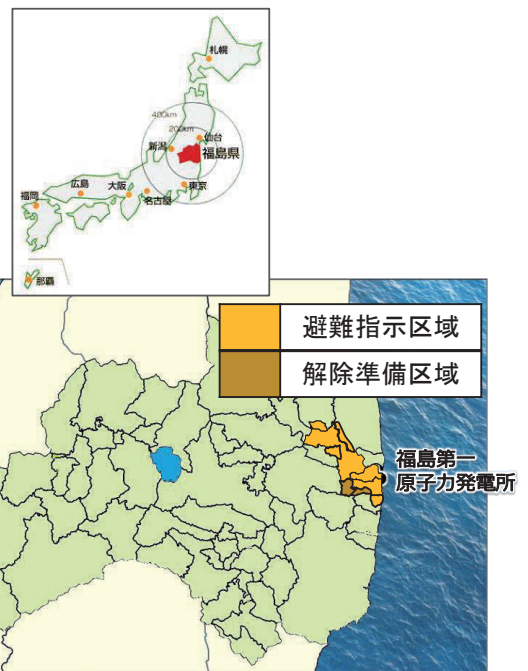 札幌
400km
200km
仙台
新潟
福島県
広島
大阪
東京
福岡
名古屋
那覇
避難指示区域
解除準備区域
福島第一
原子力発電所